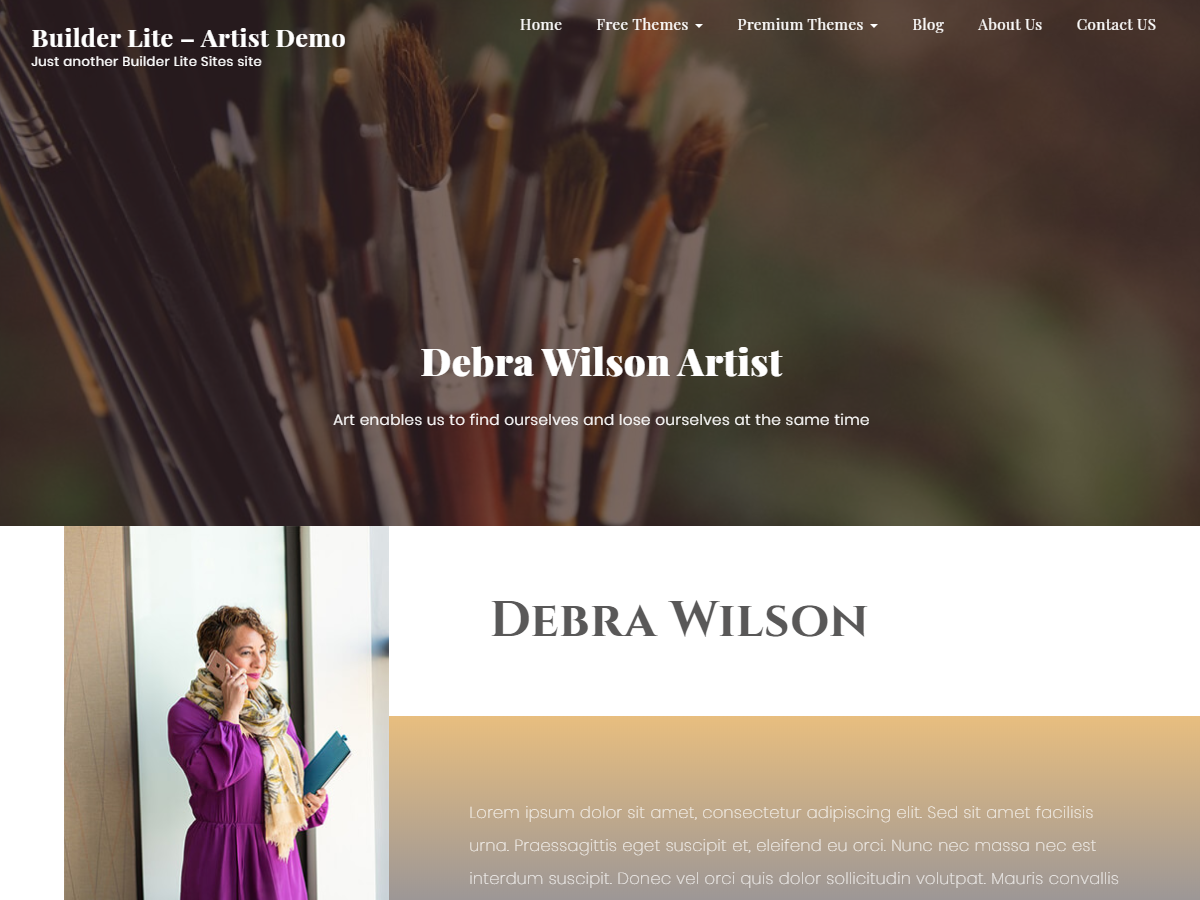 Builder Lite – Artist Demo
Just another Builder Lite Sites site
Home Free Themes Premium Themes Blog About Us Contact US
Debra Wilson Artist
Art enables us to find ourselves and lose ourselves at the same time
Debra Wilson
Lorem ipsum dolor sit amet, consectetur adipiscing elit. Sed sit amet facilisis
urna. Praessagittis eget suscipit et, eleifend eu orci. Nunc nec massa nec est
interdum suscipit. Donec vel orci quis dolor sollicitudin volutpat. Mauris convallis